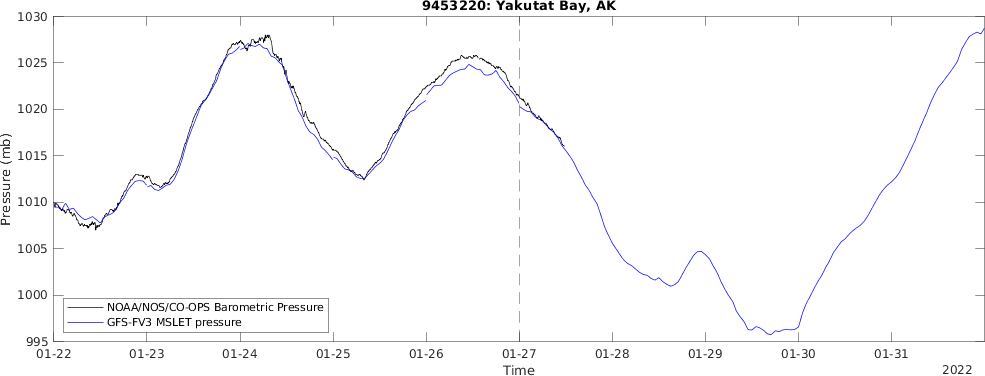 9453220: Yakutat Bay, AK
1030
1025
1020
1015
1010
1005
1000
995
Pressure (mb)
NOAA/NOS/CO-OPS Barometric Pressure
GFS-FV3 MSLET pressure
01-22 01-23 01-24 01-25 01-26 01-27 01-28 01-29 01-30 01-31
Time
2022